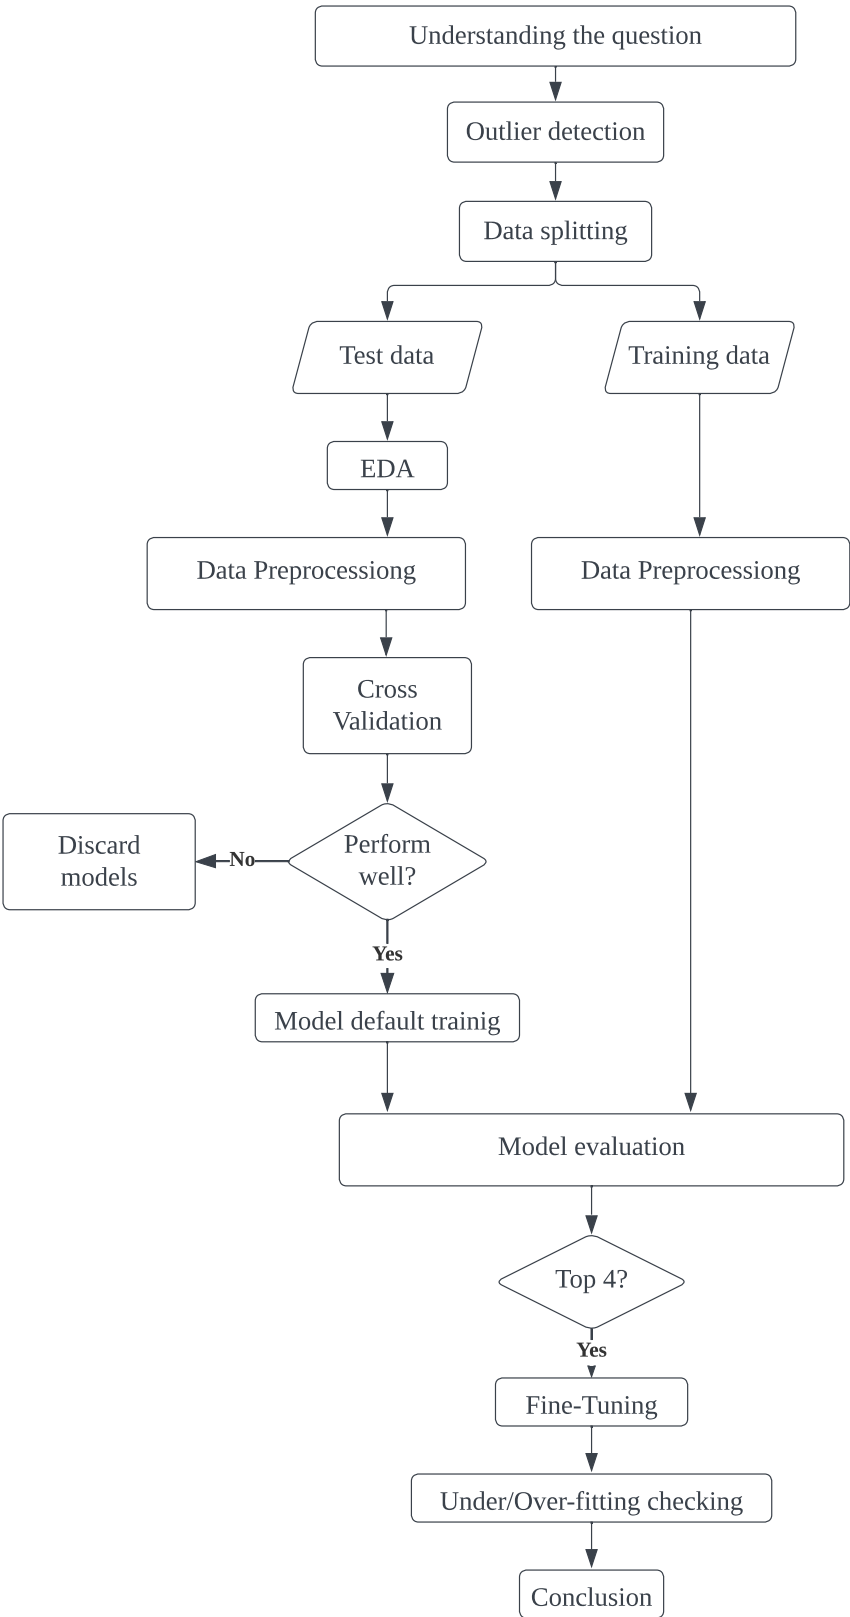 Understanding the question
Outlier detection
Data splitting
Test data
Training data
EDA
Data Preprocessiong
Data Preprocessiong
Cross
Validation
Perform
well?
No
Discard
models
Yes
Model default trainig
Model evaluation
Top 4?
Yes
Fine-Tuning
Under/Over-fitting checking
Conclusion